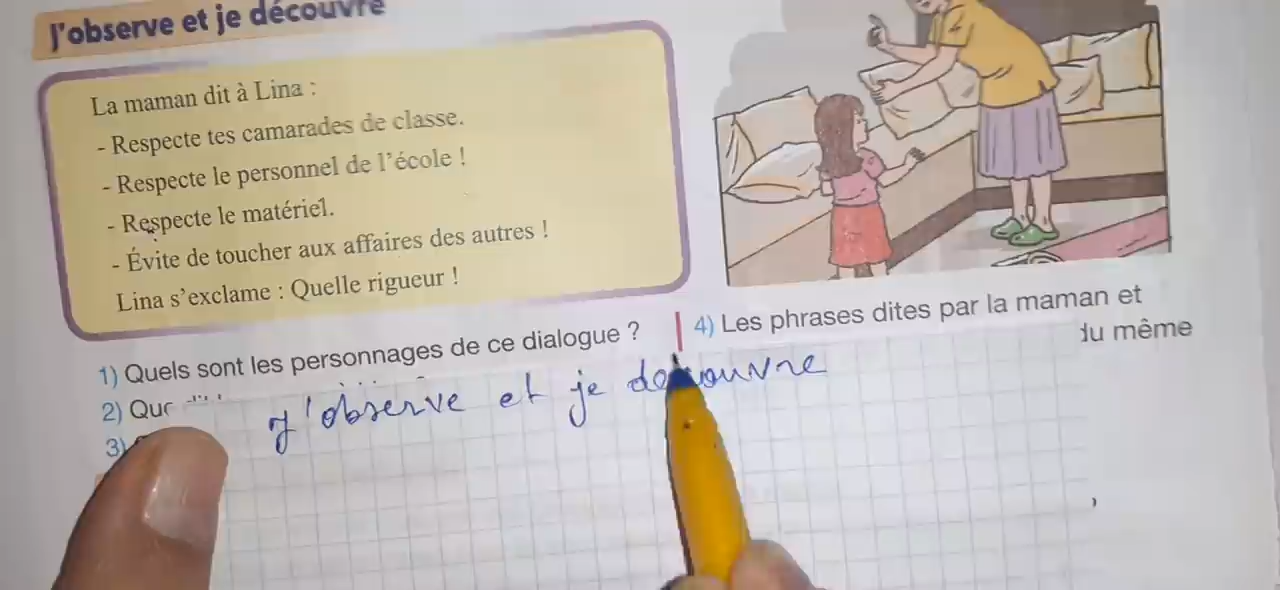 J'observe et je découvre
La maman dit à Lina :
- Respecte tes camarades de classe.
- Respecte le personnel de l'école !
- Respecte le matériel.
- Évite de toucher aux affaires des autres !
Lina s'exclame : Quelle rigueur !
1) Quels sont les personnages de ce dialogue ?
2)
3)
4) Les phrases dites par la maman et
du même
J'observe et je découvre